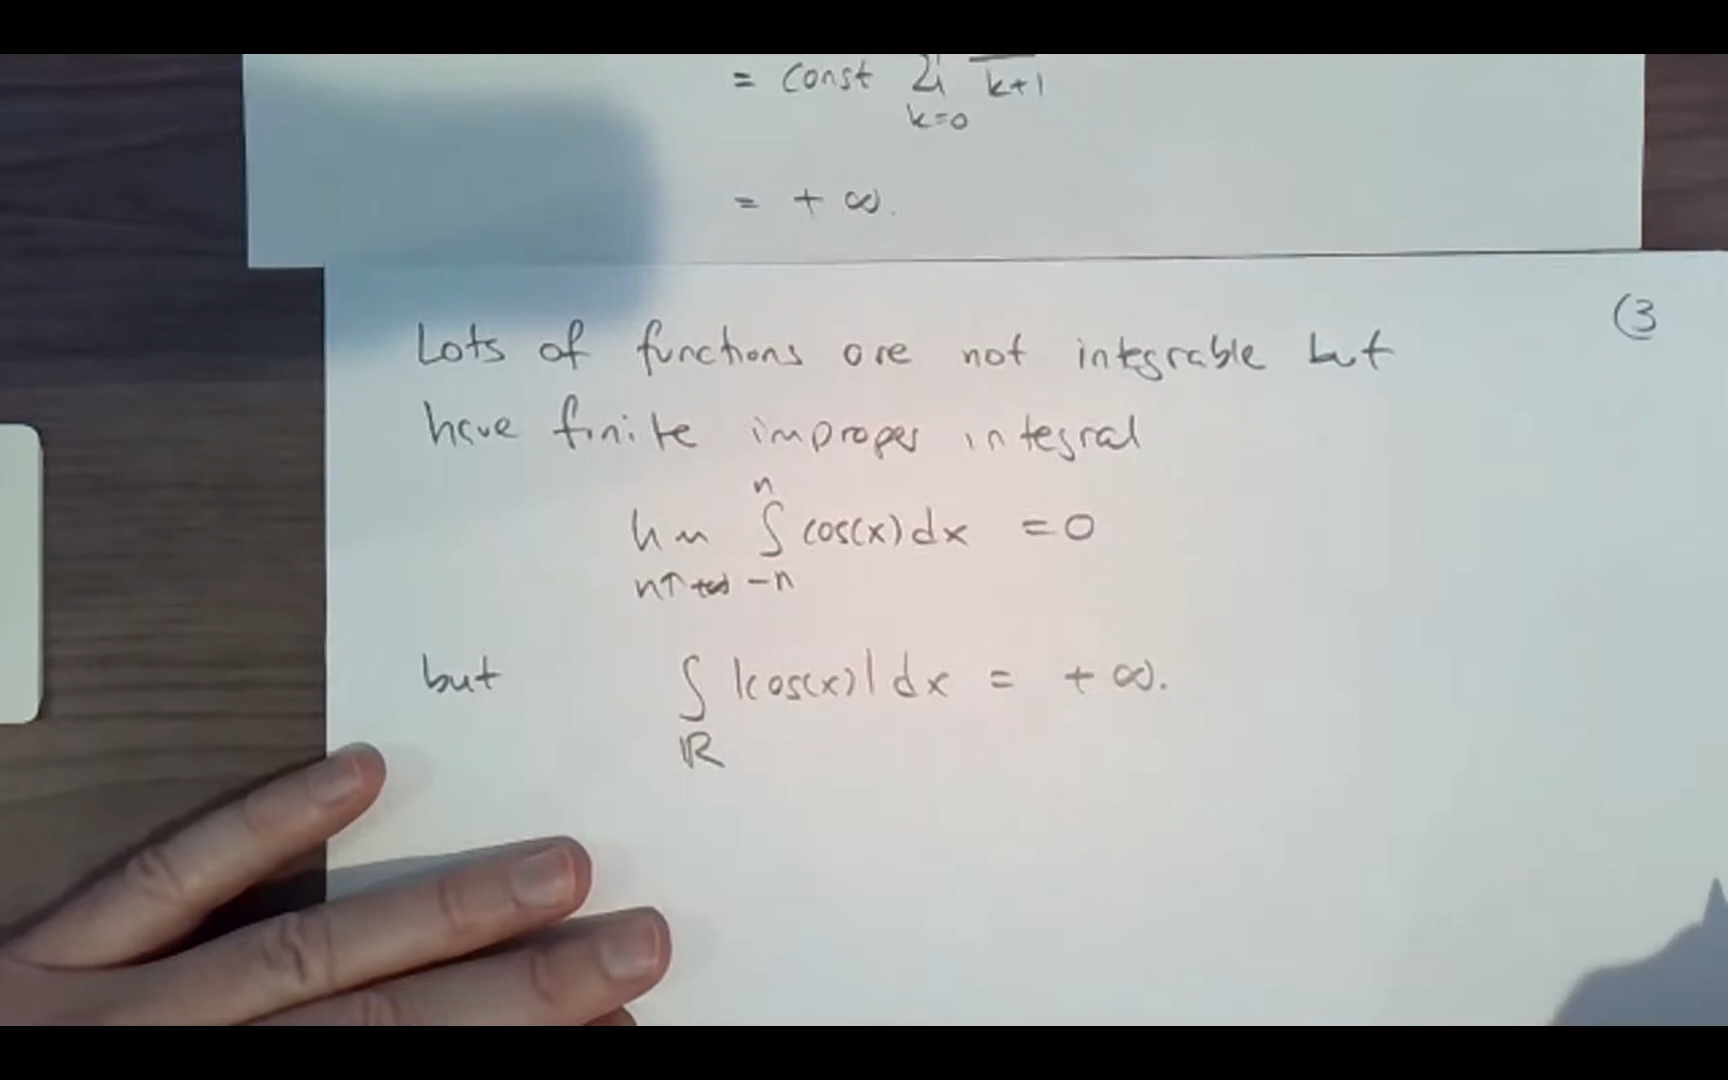 = const ∑ k+1
k=0
= + ∞.
(3
Lots of functions are not integrable but
have finite improper integral
n
lim ∫ cos(x) dx = 0
n↑+∞ -n
but ∫ |cos(x)| dx = + ∞.
ℝ